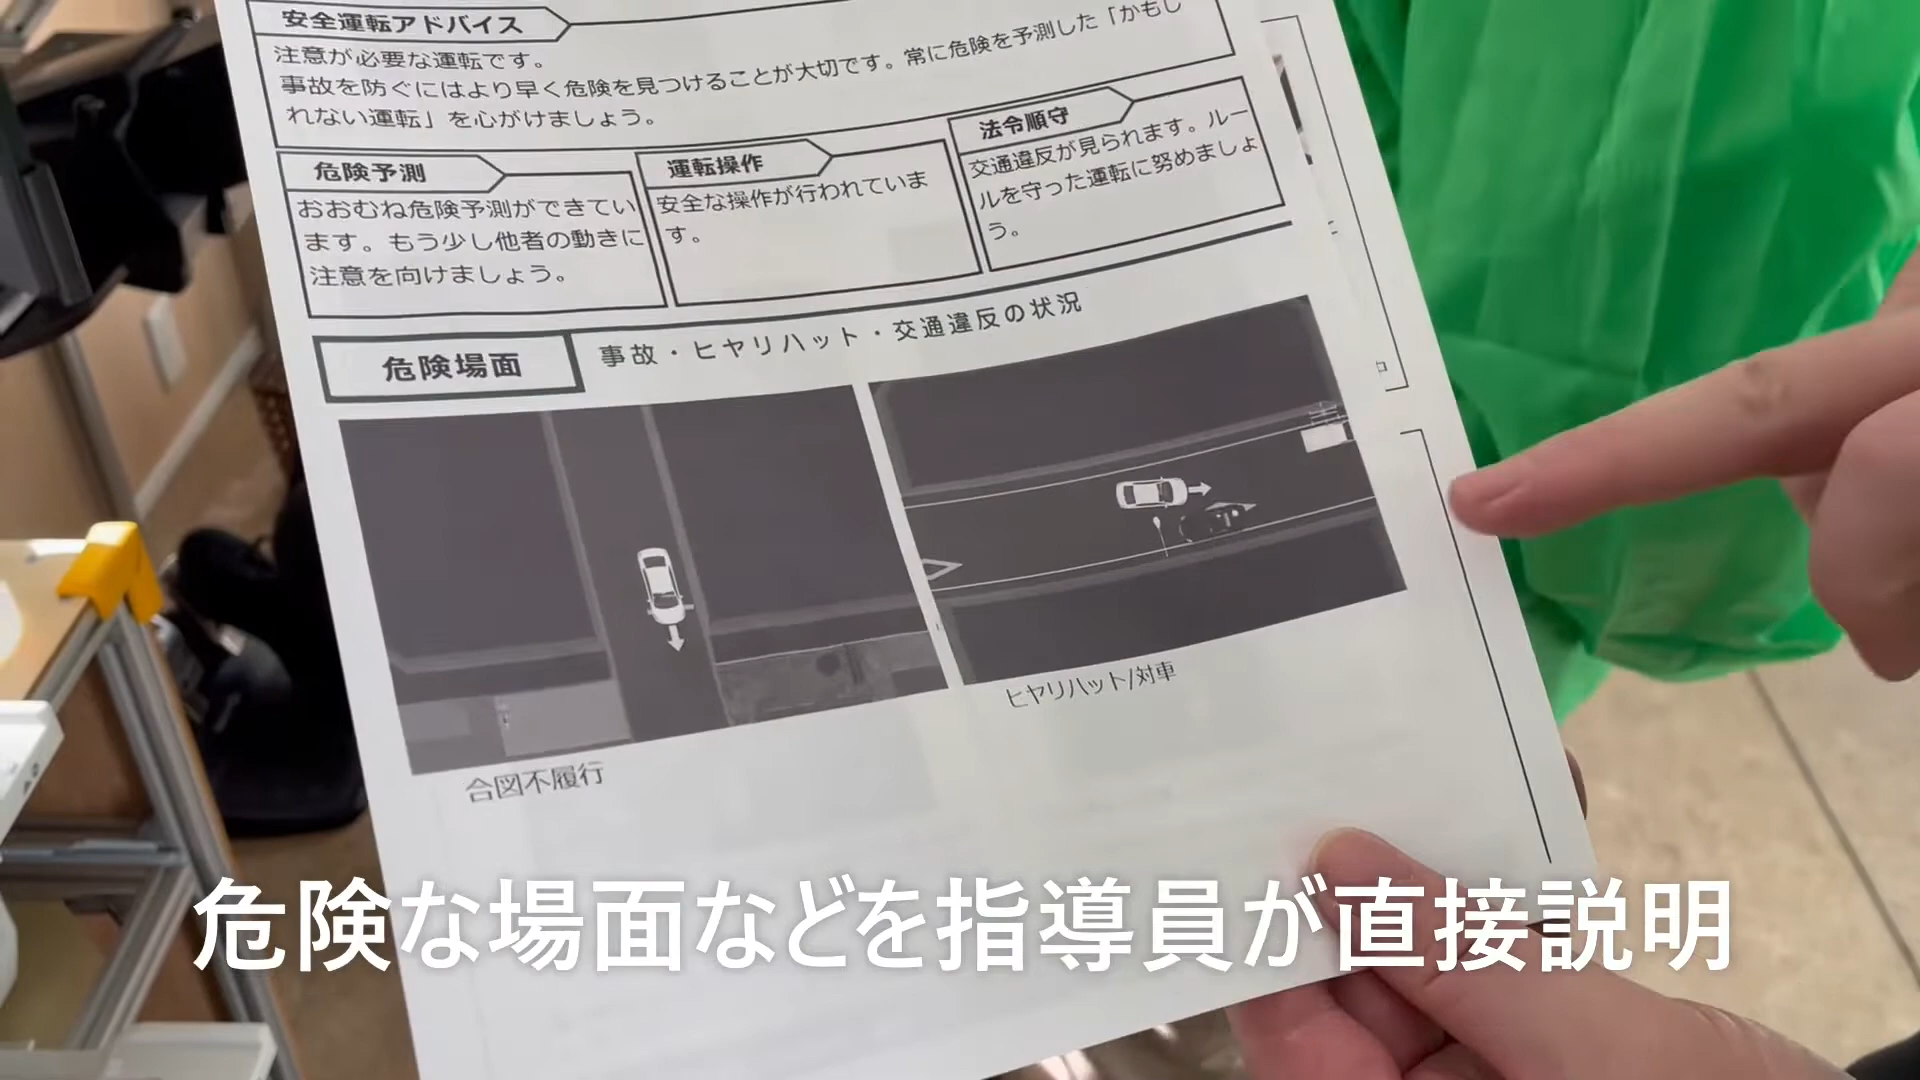 安全運転アドバイス
注意が必要な運転です。
事故を防ぐにはより早く危険を見つけることが大切です。常に危険を予測した「かもし
れない運転」を心がけましょう。
危険予測
おおむね危険予測ができてい
ます。もう少し他者の動きに
注意を向けましょう。
運転操作
安全な操作が行われていま
す。
法令順守
交通違反が見られます。ルー
ルを守った運転に努めましょ
う。
危険場面
事故・ヒヤリハット・交通違反の状況
合図不履行
ヒヤリハット/対車
危険な場面などを指導員が直接説明